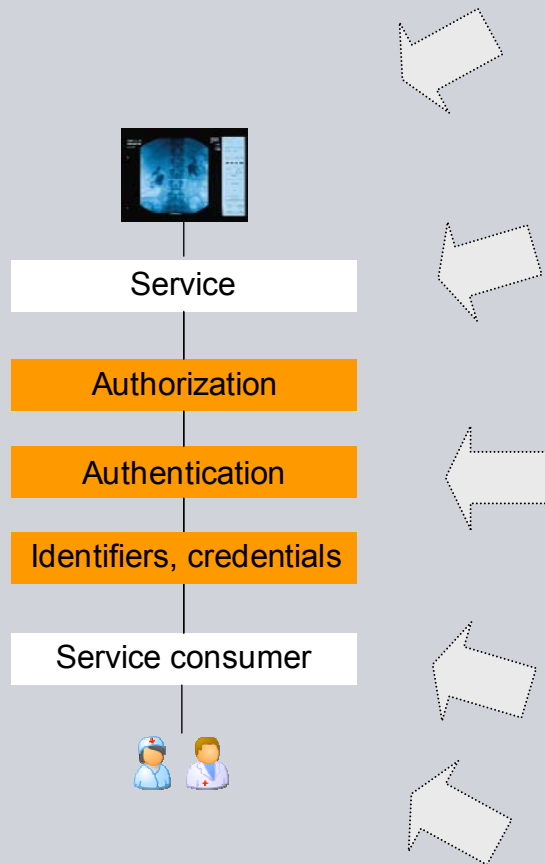 Service
Authorization
Authentication
Identifiers, credentials
Service consumer